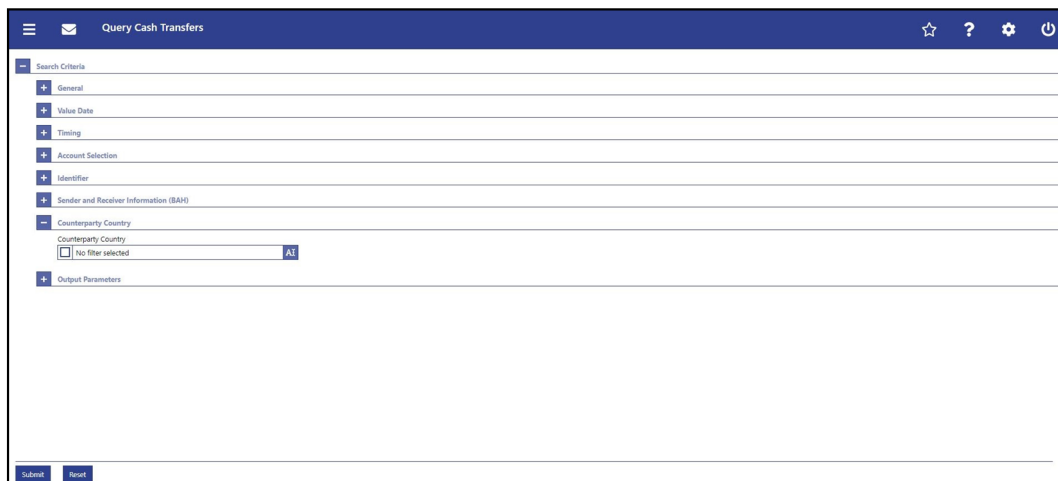 Query Cash Transfers
?
Search Criteria
General
Value Date
Timing
Account Selection
Identifier
Sender and Receiver Information (BAH)
Counterparty Country
Counterparty Country
No filter selected AI
Output Parameters
Submit Reset